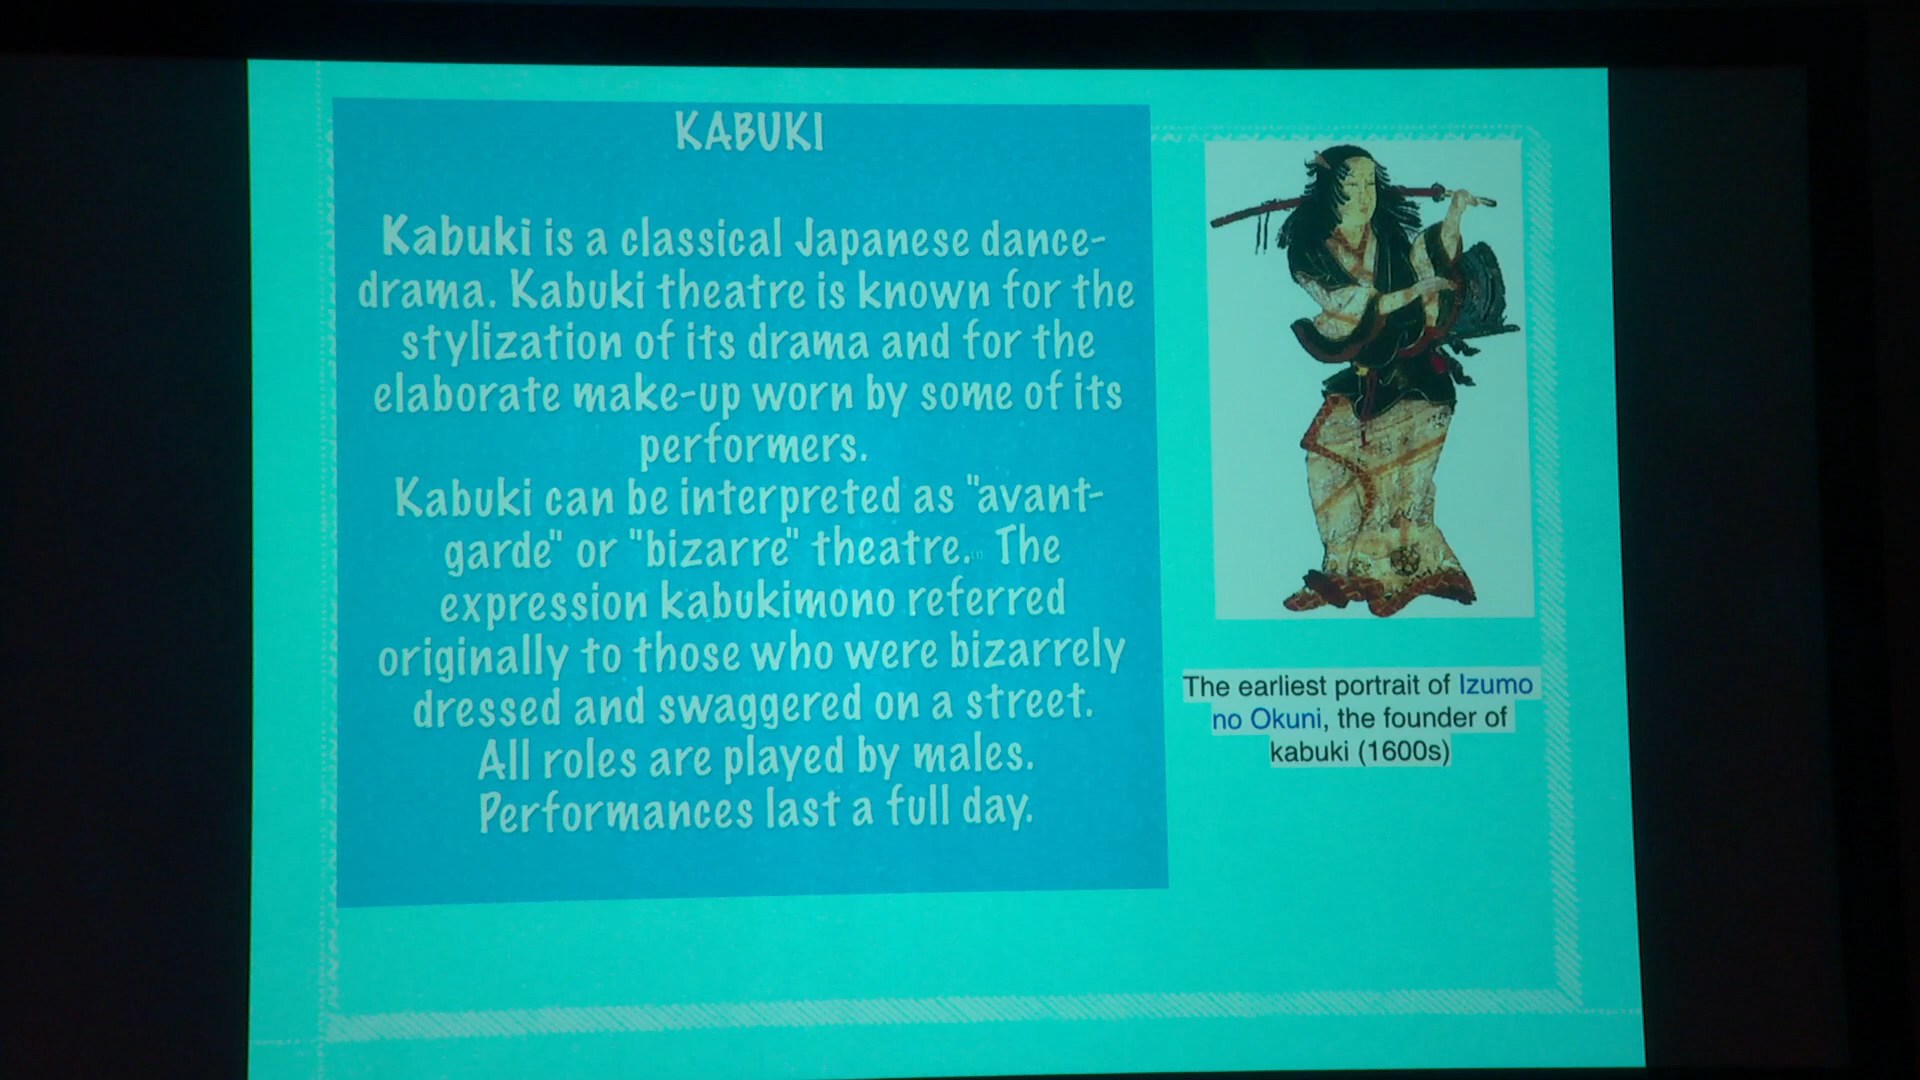 KABUKI
Kabuki is a classical Japanese dance-
drama. Kabuki theatre is known for the
stylization of its drama and for the
elaborate make-up worn by some of its
performers.
Kabuki can be interpreted as "avant-
garde" or "bizarre" theatre. The
expression kabukimono referred
originally to those who were bizarrely
dressed and swaggered on a street.
All roles are played by males.
Performances last a full day.
The earliest portrait of Izumo
no Okuni, the founder of
kabuki (1600s)